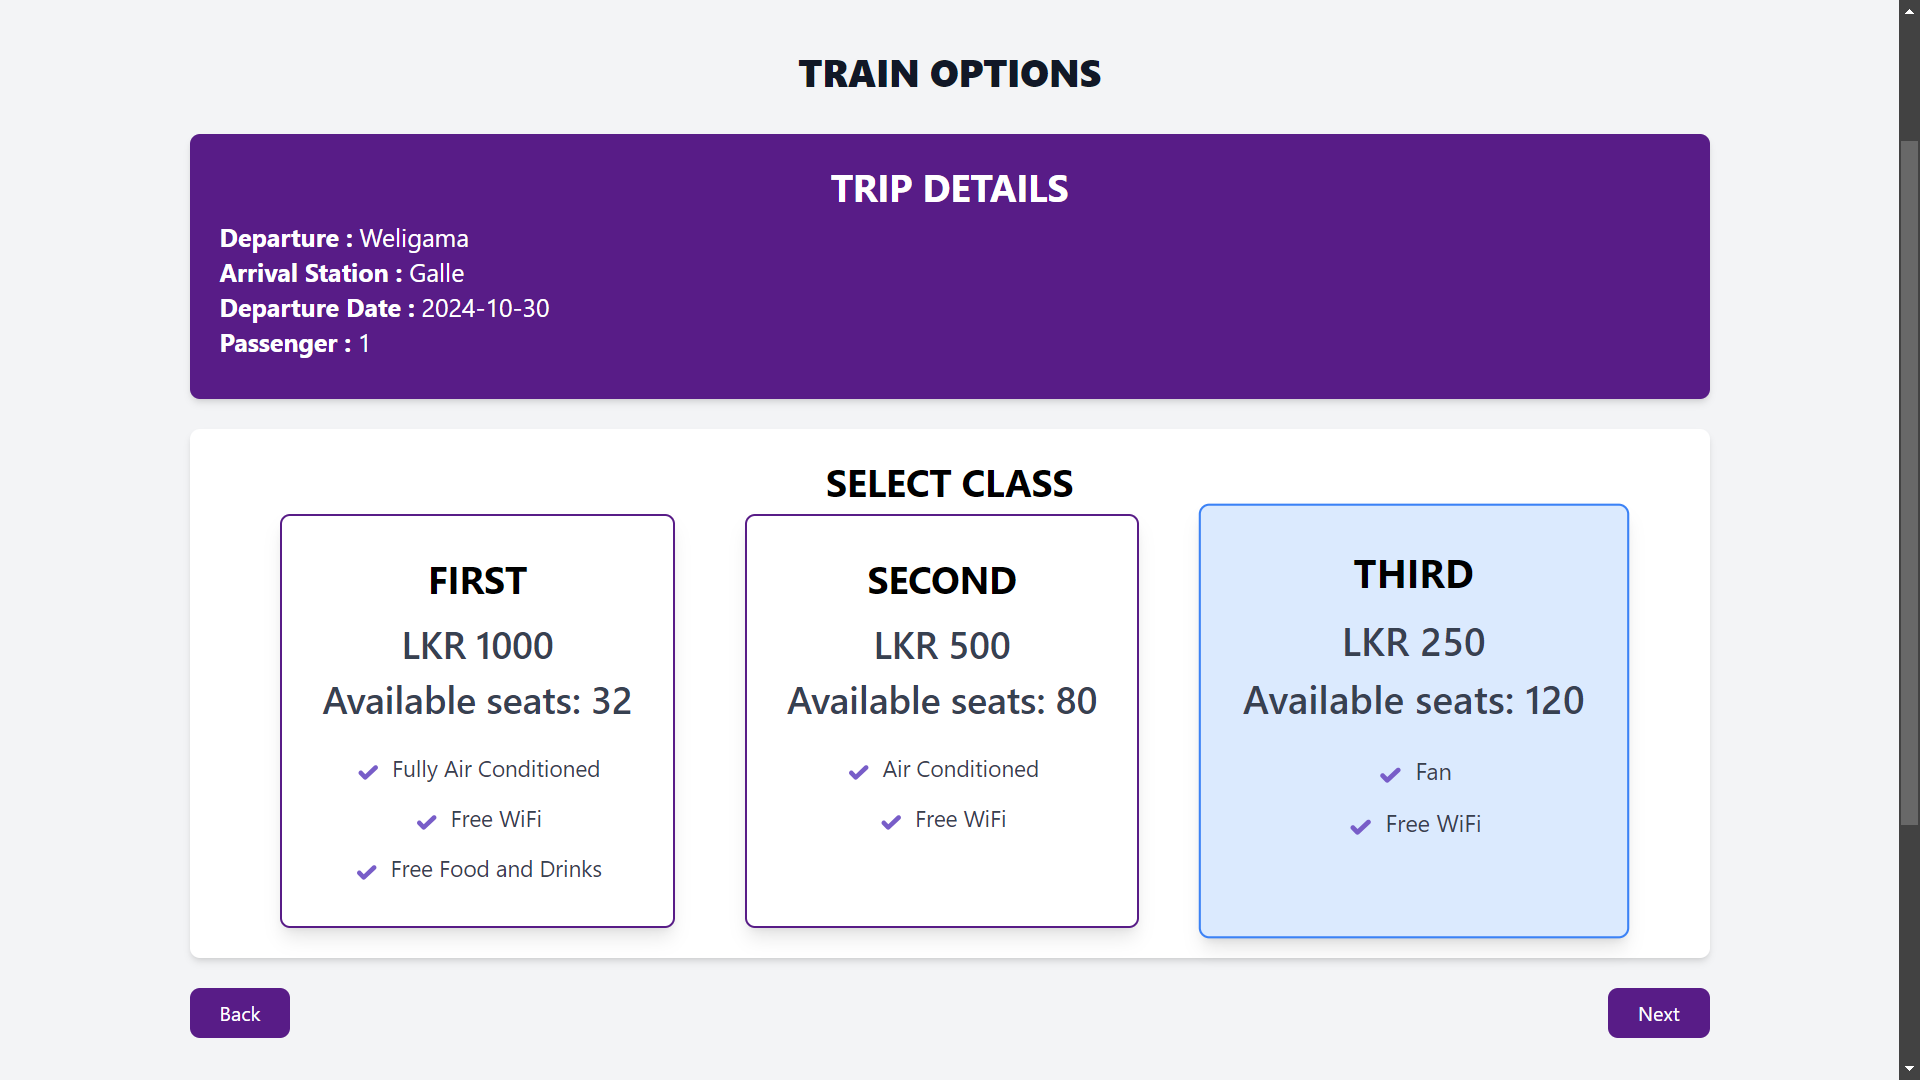 TRAIN OPTIONS
TRIP DETAILS
Departure : Weligama
Arrival Station : Galle
Departure Date : 2024-10-30
Passenger : 1
SELECT CLASS
FIRST
LKR 1000
Available seats: 32
Fully Air Conditioned
Free WiFi
Free Food and Drinks
SECOND
LKR 500
Available seats: 80
Air Conditioned
Free WiFi
THIRD
LKR 250
Available seats: 120
Fan
Free WiFi
Back
Next